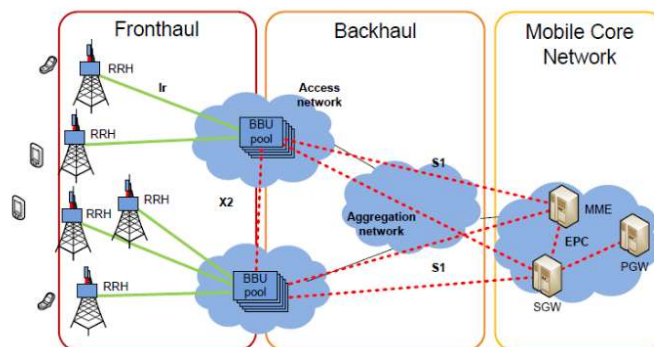 Fronthaul
Backhaul
Mobile Core
Network
RRH
Ir
Access
network
BBU
pool
RRH
S1
X2
RRH
RRH
Aggregation
network
MME
EPC
PGW
BBU
pool
S1
RRH
SGW